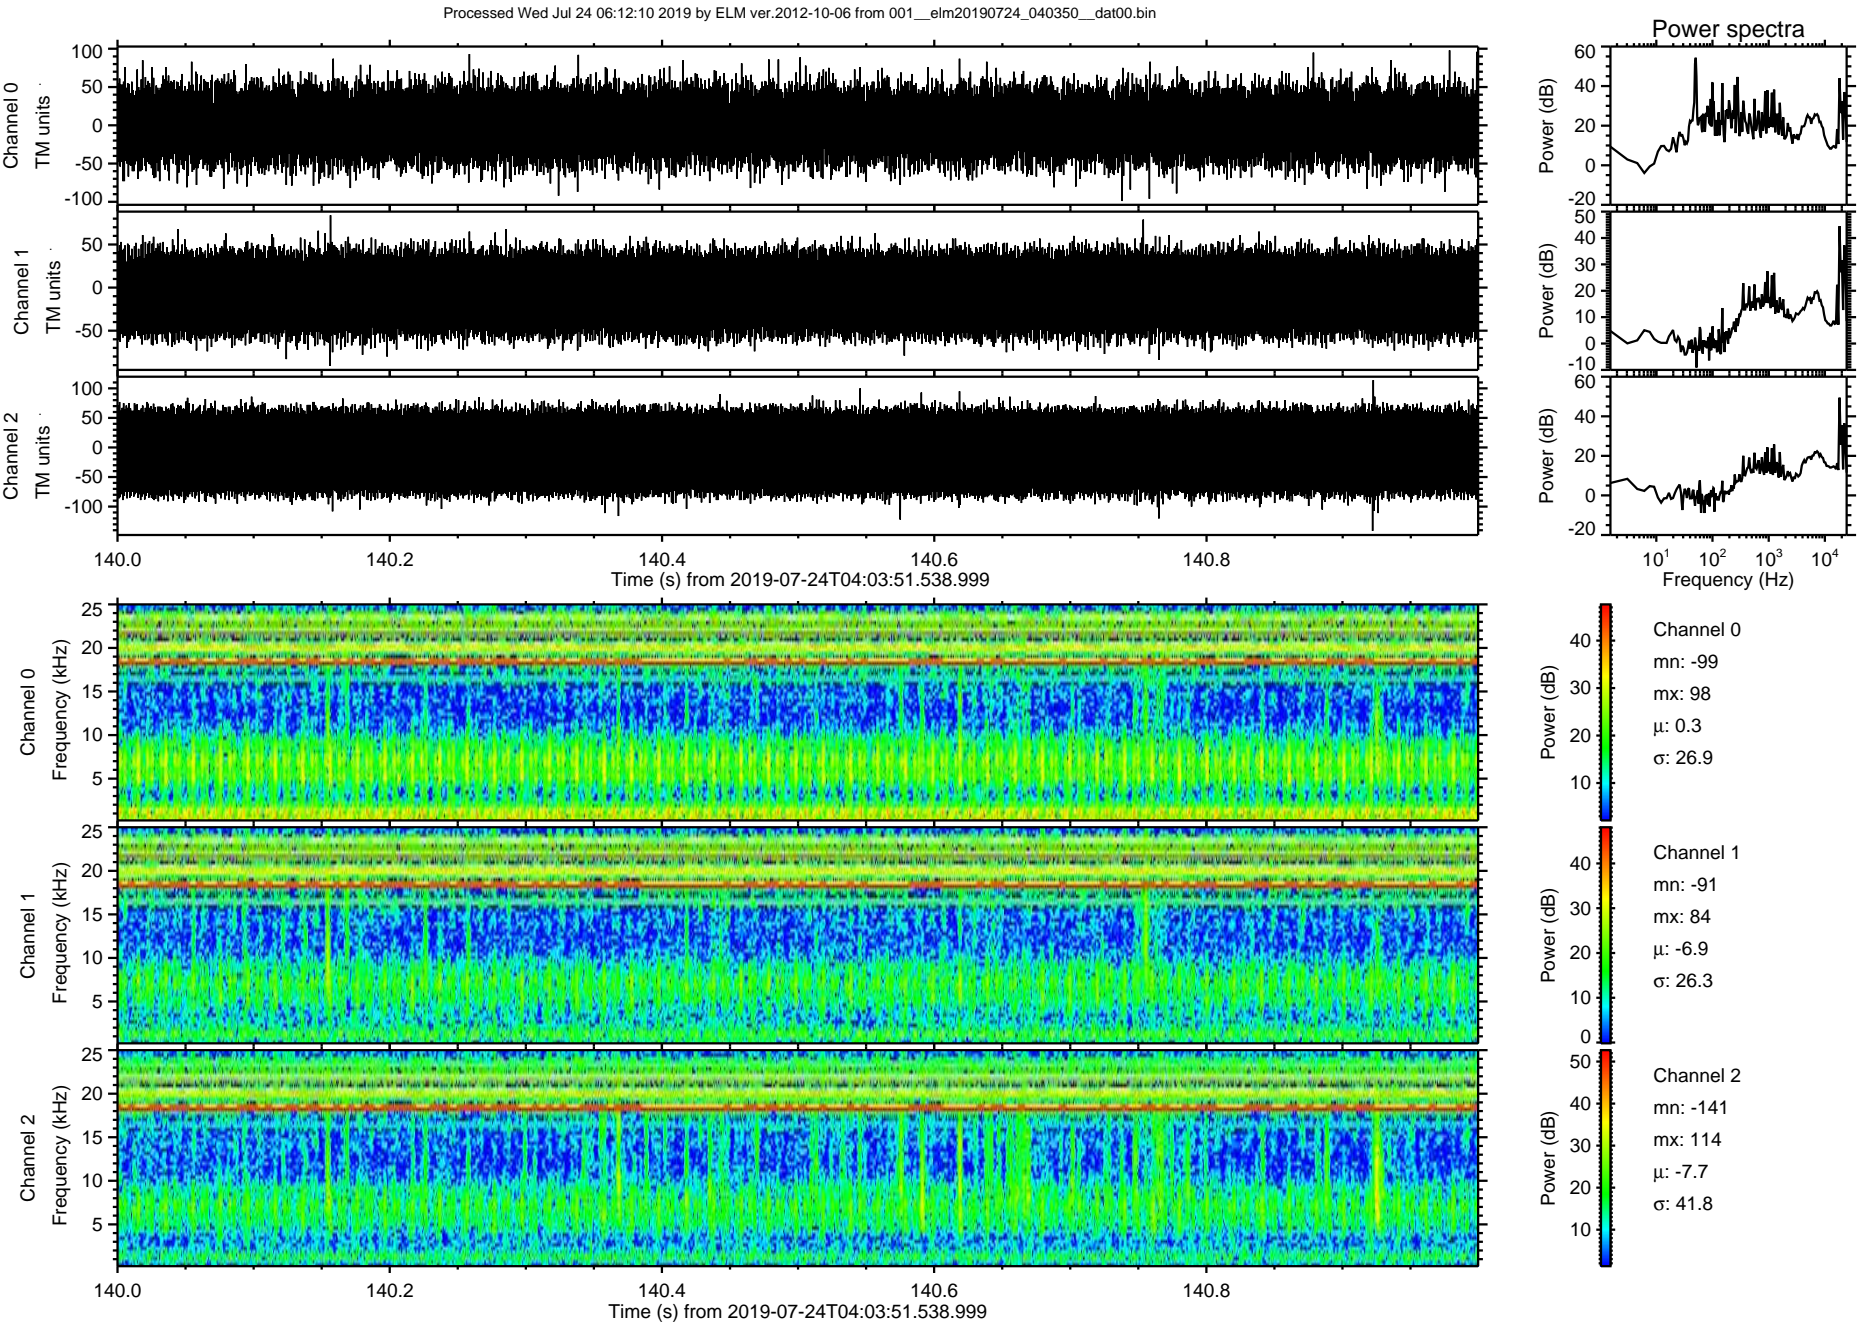 Processed Wed Jul 24 06:12:10 2019 by ELM ver.2012-10-06 from 001__elm20190724_040350__dat00.bin
Power spectra
Channel 0
TM units
100
50
0
-50
-100
Power (dB)
60
40
20
0
-20
Channel 1
TM units
50
0
-50
Power (dB)
50
40
30
20
10
0
-10
Channel 2
TM units
100
50
0
-50
-100
Power (dB)
60
40
20
0
-20
140.0 140.2 140.4 140.6 140.8
Time (s) from 2019-07-24T04:03:51.538.999
10¹ 10² 10³ 10⁴
Frequency (Hz)
Channel 0
Frequency (kHz)
25
20
15
10
5
Power (dB)
40
30
20
10
Channel 0
mn: -99
mx: 98
µ: 0.3
σ: 26.9
Channel 1
Frequency (kHz)
25
20
15
10
5
Power (dB)
40
30
20
10
0
Channel 1
mn: -91
mx: 84
µ: -6.9
σ: 26.3
Channel 2
Frequency (kHz)
25
20
15
10
5
Power (dB)
50
40
30
20
10
Channel 2
mn: -141
mx: 114
µ: -7.7
σ: 41.8
140.0 140.2 140.4 140.6 140.8
Time (s) from 2019-07-24T04:03:51.538.999